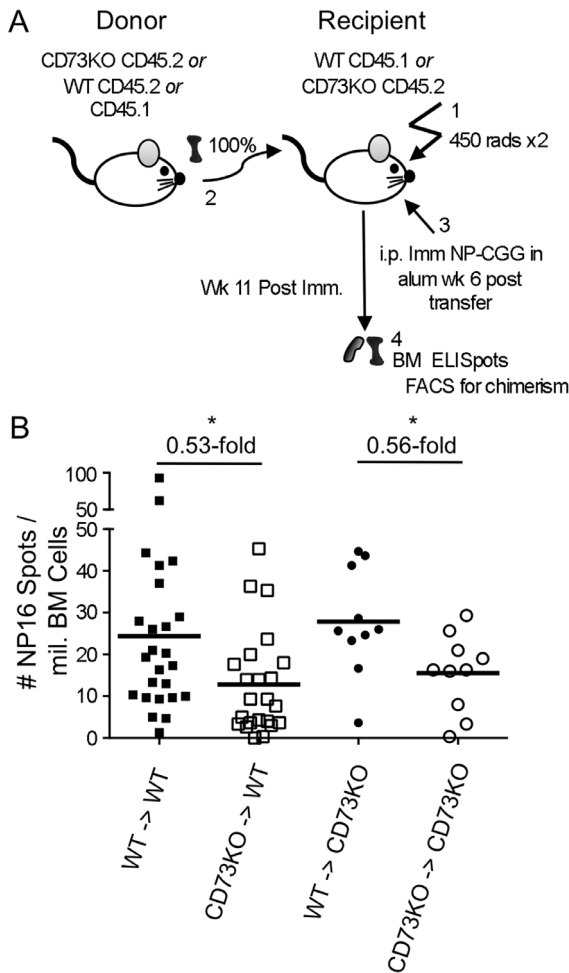 A
Donor
Recipient
CD73KO CD45.2 or
WT CD45.2 or
CD45.1
WT CD45.1 or
CD73KO CD45.2
100%
1
450 rads x2
2
3
i.p. Imm NP-CGG in
alum wk 6 post
transfer
Wk 11 Post Imm.
4
BM ELISpots
FACS for chimerism
B
*
0.53-fold
*
0.56-fold
# NP16 Spots /
mil. BM Cells
100
50
50
40
30
20
10
0
WT -> WT
CD73KO -> WT
WT -> CD73KO
CD73KO -> CD73KO